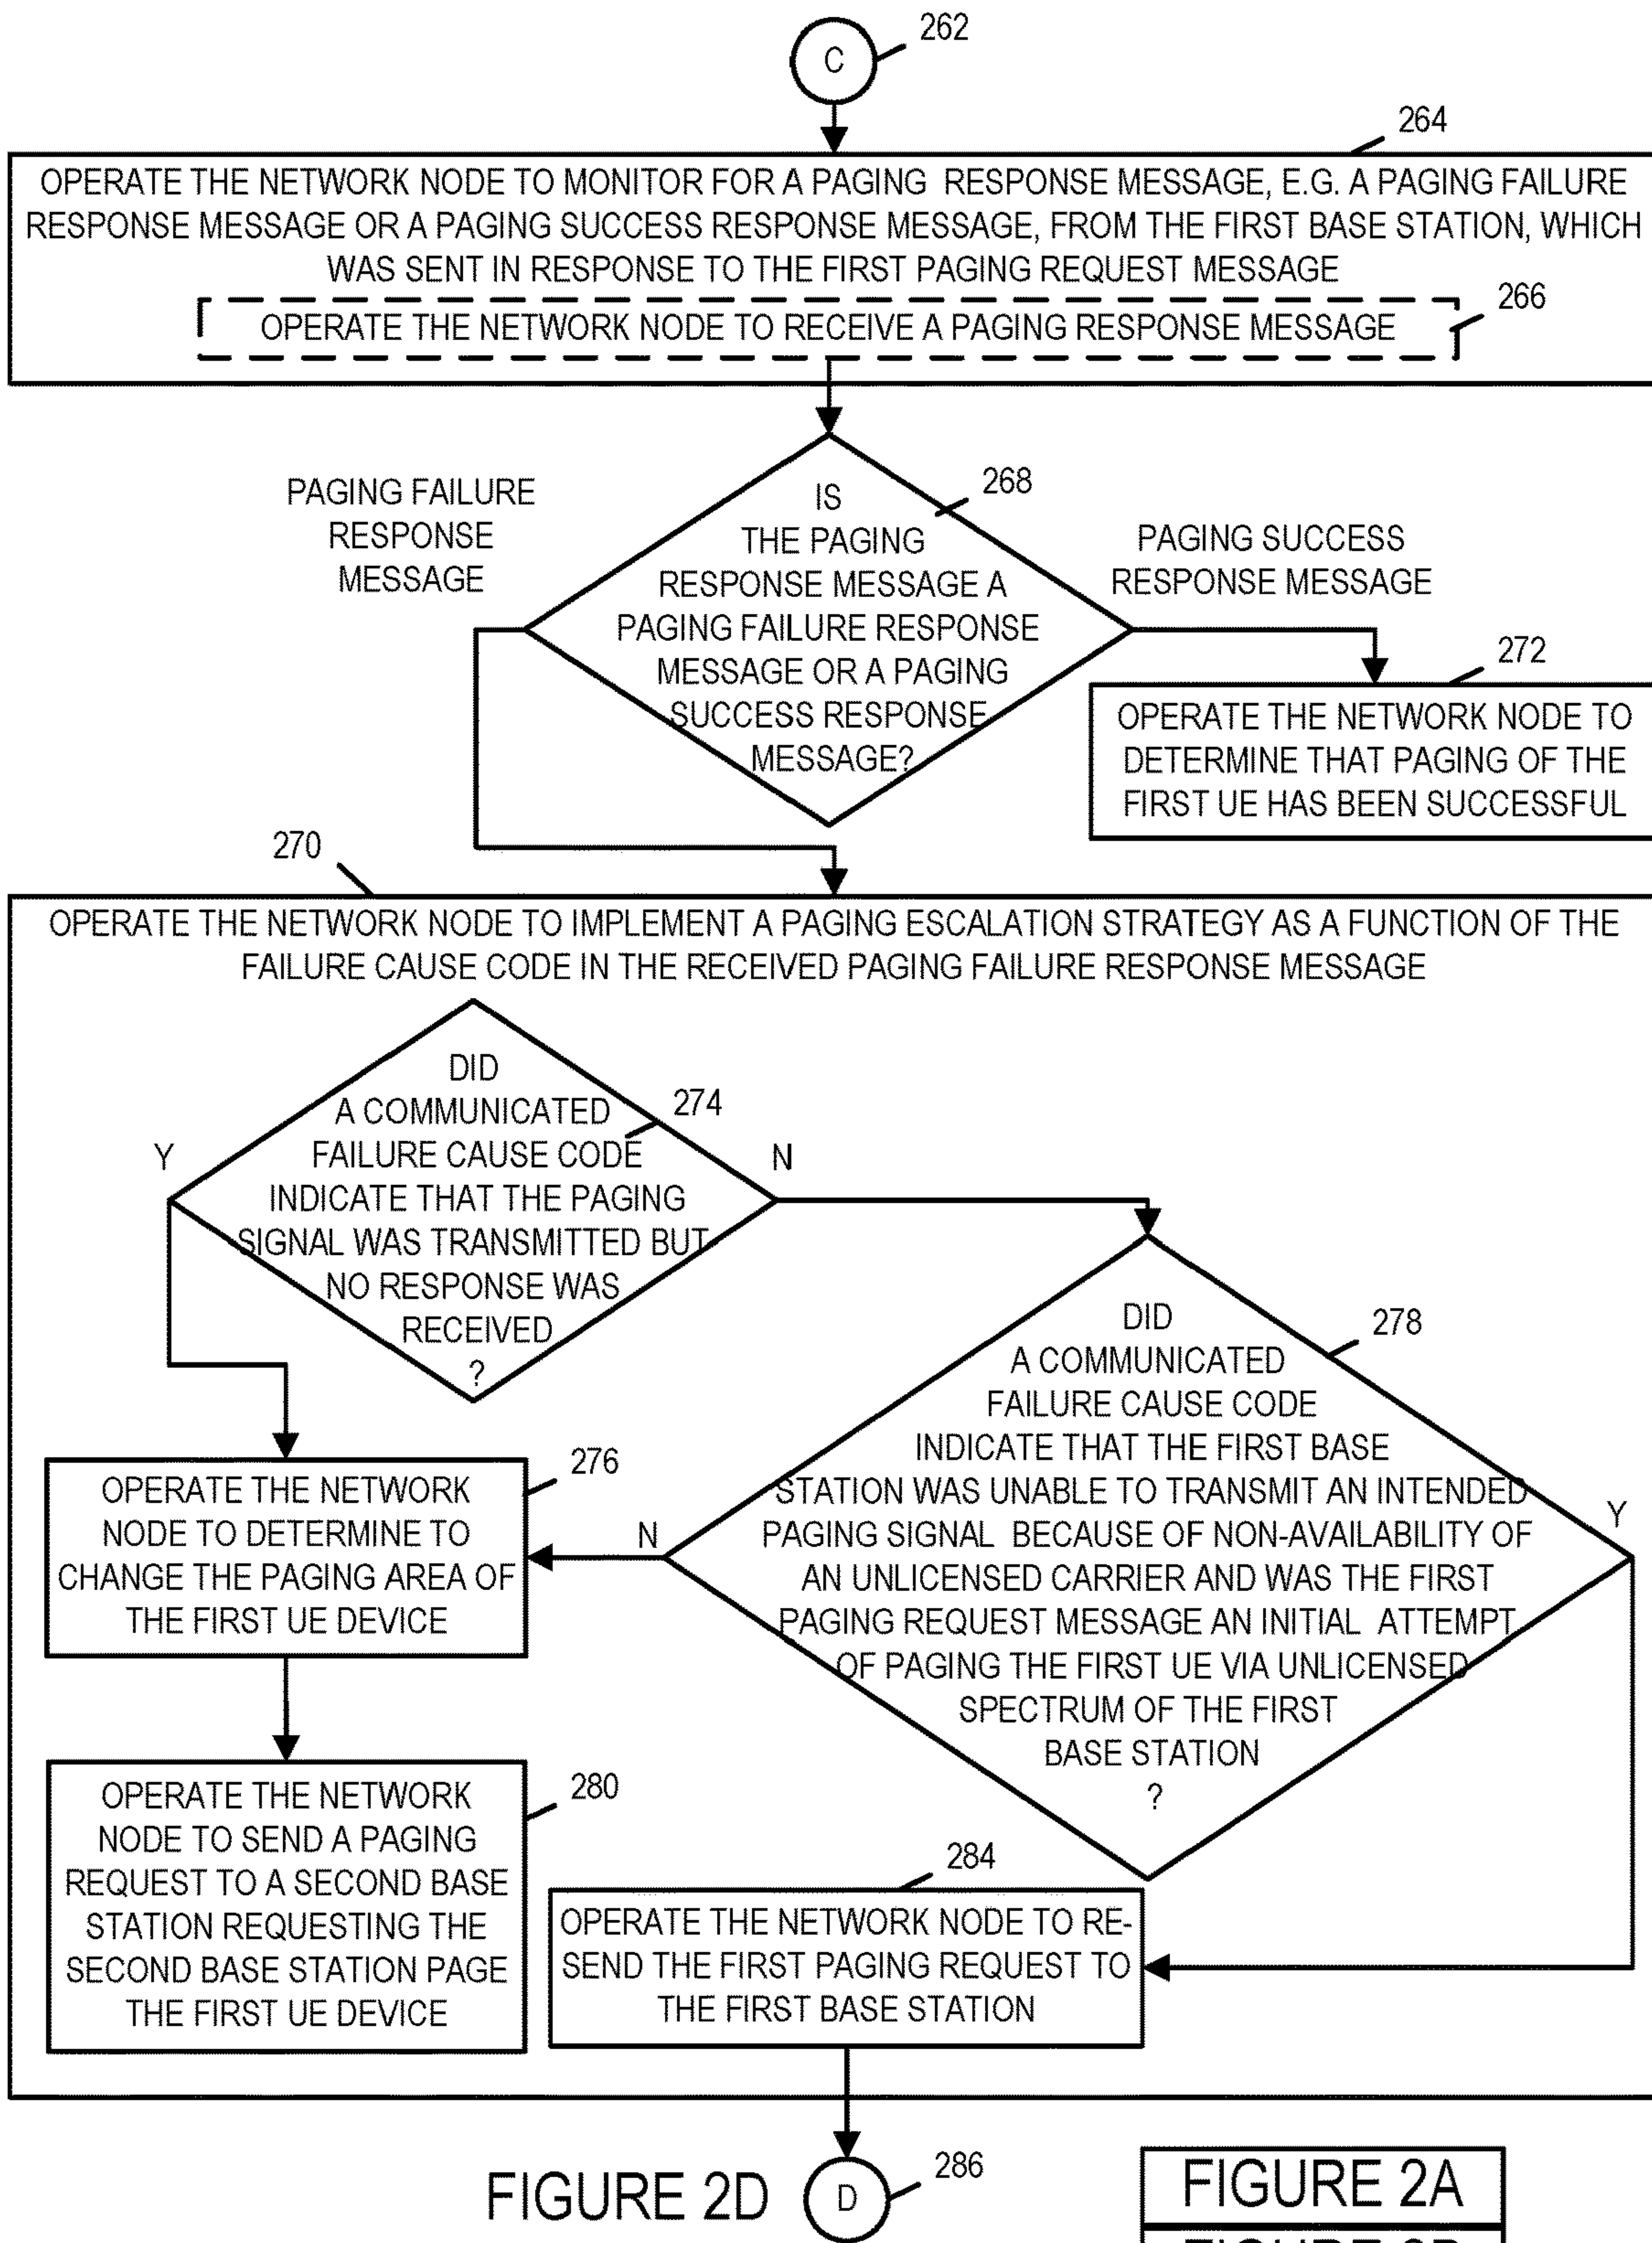 C
262
264
OPERATE THE NETWORK NODE TO MONITOR FOR A PAGING RESPONSE MESSAGE, E.G. A PAGING FAILURE
RESPONSE MESSAGE OR A PAGING SUCCESS RESPONSE MESSAGE, FROM THE FIRST BASE STATION, WHICH
WAS SENT IN RESPONSE TO THE FIRST PAGING REQUEST MESSAGE
266
OPERATE THE NETWORK NODE TO RECEIVE A PAGING RESPONSE MESSAGE
PAGING FAILURE
RESPONSE
MESSAGE
268
IS
THE PAGING
RESPONSE MESSAGE A
PAGING FAILURE RESPONSE
MESSAGE OR A PAGING
SUCCESS RESPONSE
MESSAGE?
PAGING SUCCESS
RESPONSE MESSAGE
272
OPERATE THE NETWORK NODE TO
DETERMINE THAT PAGING OF THE
FIRST UE HAS BEEN SUCCESSFUL
270
OPERATE THE NETWORK NODE TO IMPLEMENT A PAGING ESCALATION STRATEGY AS A FUNCTION OF THE
FAILURE CAUSE CODE IN THE RECEIVED PAGING FAILURE RESPONSE MESSAGE
DID
A COMMUNICATED
FAILURE CAUSE CODE
INDICATE THAT THE PAGING
SIGNAL WAS TRANSMITTED BUT
NO RESPONSE WAS
RECEIVED
?
274
Y
N
DID
A COMMUNICATED
FAILURE CAUSE CODE
INDICATE THAT THE FIRST BASE
STATION WAS UNABLE TO TRANSMIT AN INTENDED
PAGING SIGNAL BECAUSE OF NON-AVAILABILITY OF
AN UNLICENSED CARRIER AND WAS THE FIRST
PAGING REQUEST MESSAGE AN INITIAL ATTEMPT
OF PAGING THE FIRST UE VIA UNLICENSED
SPECTRUM OF THE FIRST
BASE STATION
?
278
N
Y
276
OPERATE THE NETWORK
NODE TO DETERMINE TO
CHANGE THE PAGING AREA OF
THE FIRST UE DEVICE
280
OPERATE THE NETWORK
NODE TO SEND A PAGING
REQUEST TO A SECOND BASE
STATION REQUESTING THE
SECOND BASE STATION PAGE
THE FIRST UE DEVICE
284
OPERATE THE NETWORK NODE TO RE-
SEND THE FIRST PAGING REQUEST TO
THE FIRST BASE STATION
FIGURE 2D
D
286
FIGURE 2A